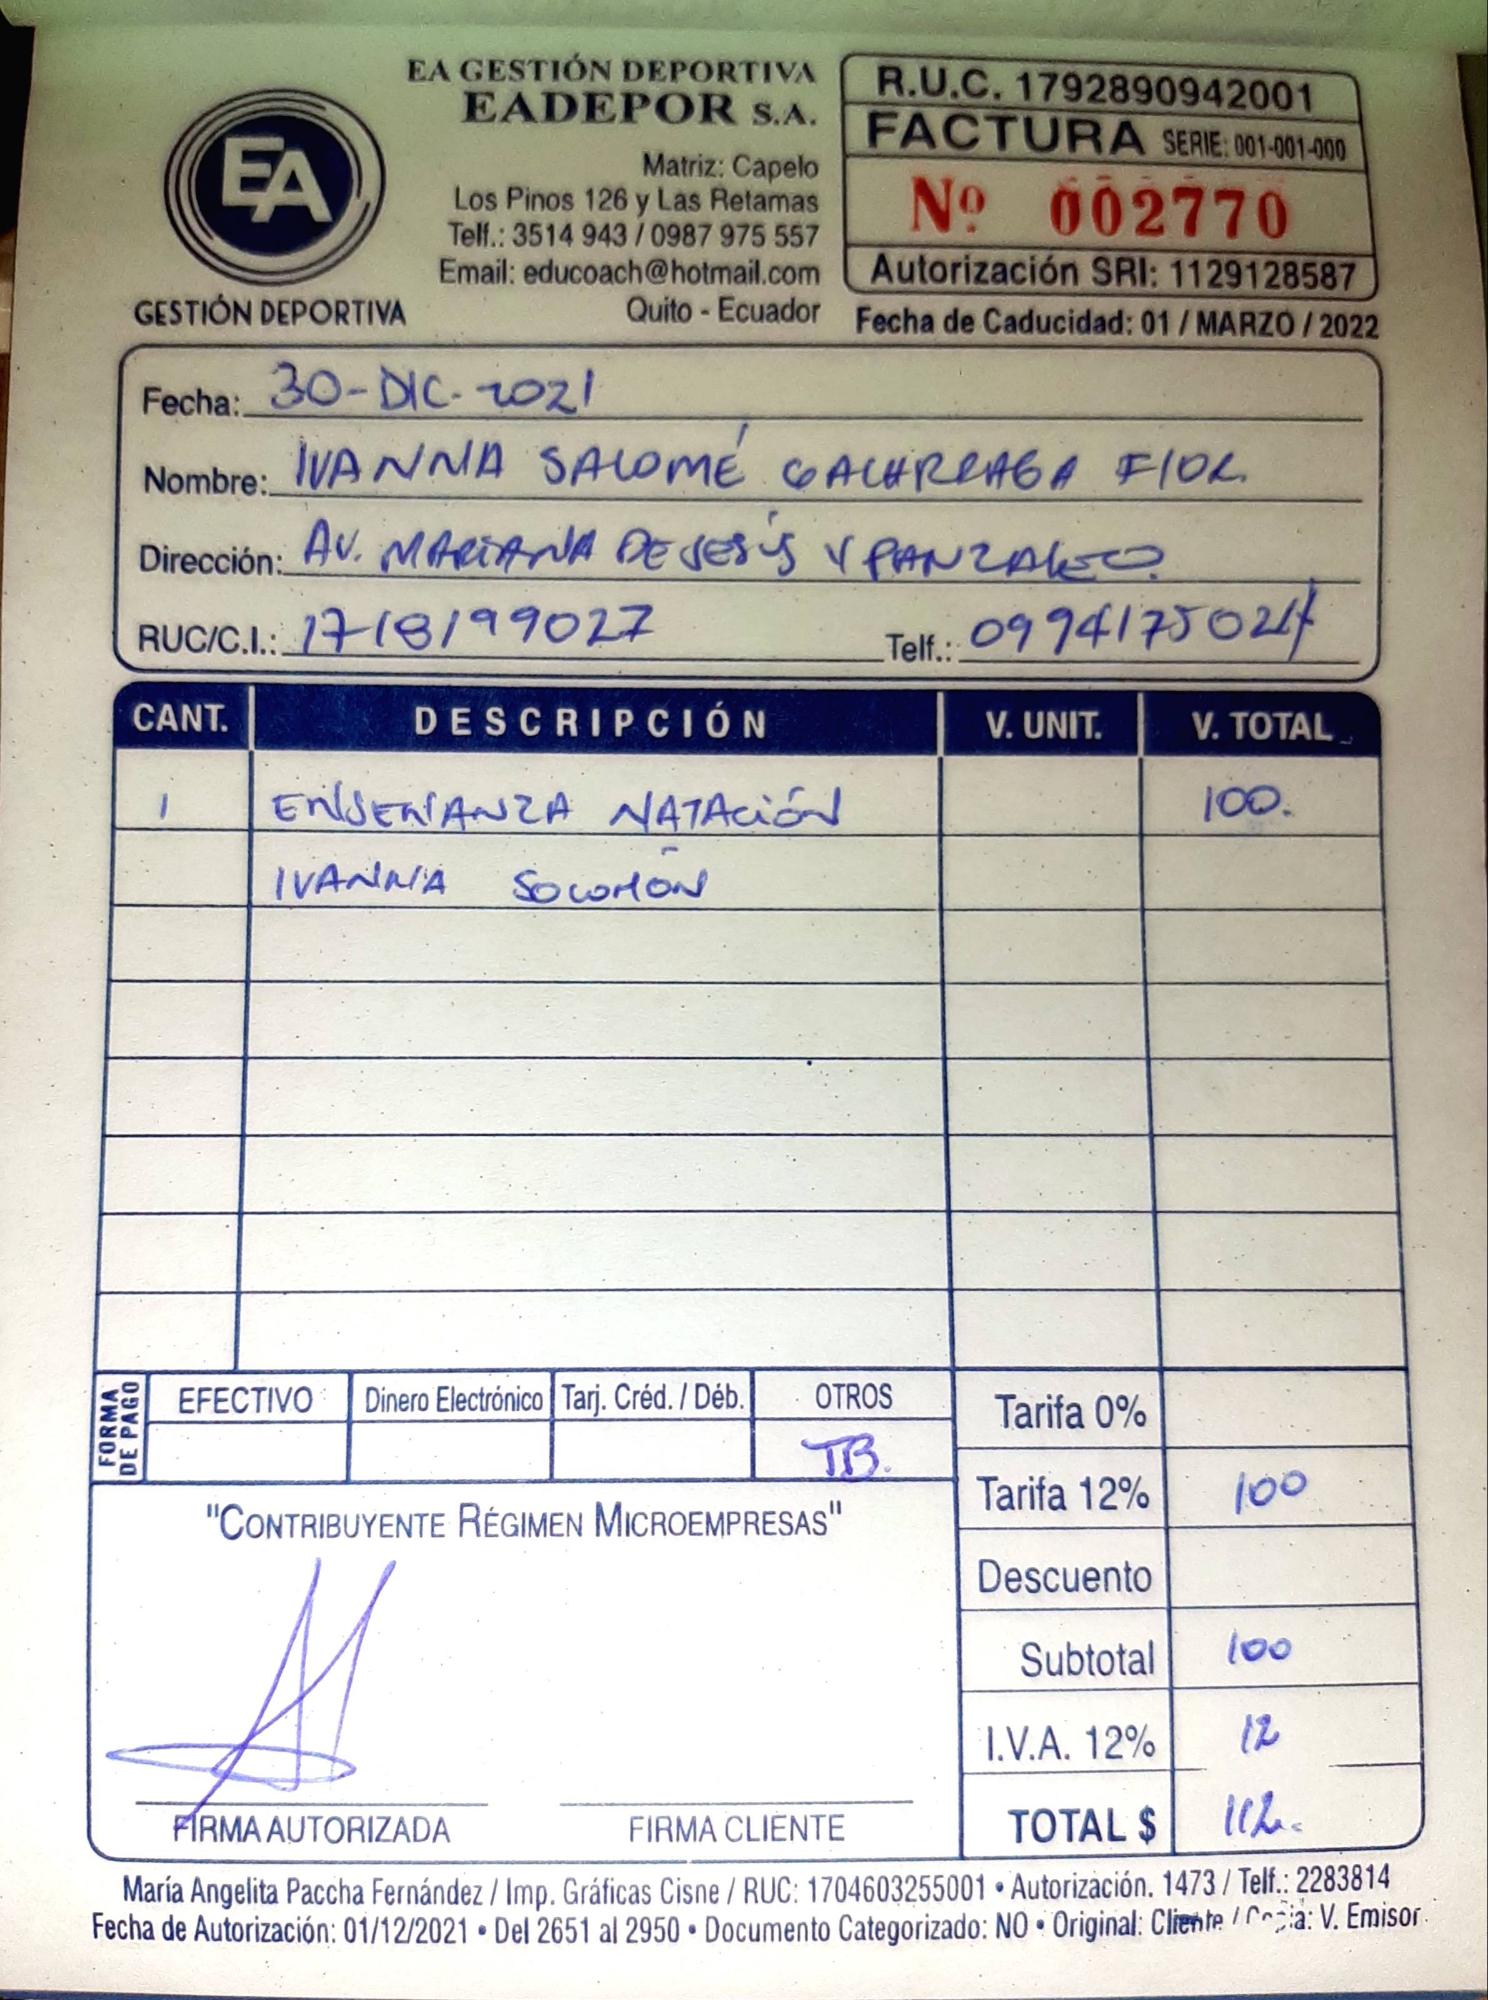 EA GESTIÓN DEPORTIVA
EADEPOR S.A.
Matriz: Capelo
Los Pinos 126 y Las Retamas
Telf.: 3514 943 / 0987 975 557
Email: educoach@hotmail.com
Quito - Ecuador
EA
GESTIÓN DEPORTIVA
R.U.C. 1792890942001
FACTURA SERIE: 001-001-000
Nº 002770
Autorización SRI: 1129128587
Fecha de Caducidad: 01 / MARZO / 2022
Fecha: 30-DIC-2021
Nombre: IVANNA SALOMÉ FIOR
Dirección: AV. MARIANA DE JESÚS Y PANZALEO.
RUC/C.I.: 1718199027 Telf.: 0994175024
CANT. DESCRIPCIÓN V. UNIT. V. TOTAL
1 ENSEÑANZA NATACIÓN 100.
IVANNA SOLOMÓN
FORMA DE PAGO
EFECTIVO Dinero Electrónico Tarj. Créd. / Déb. OTROS
TB.
Tarifa 0%
Tarifa 12% 100
Descuento
Subtotal 100
I.V.A. 12% 12
TOTAL $ 112.
"CONTRIBUYENTE RÉGIMEN MICROEMPRESAS"
FIRMA AUTORIZADA FIRMA CLIENTE
María Angelita Paccha Fernández / Imp. Gráficas Cisne / RUC: 1704603255001 • Autorización. 1473 / Telf.: 2283814
Fecha de Autorización: 01/12/2021 • Del 2651 al 2950 • Documento Categorizado: NO • Original: Cliente / Copia: V. Emisor